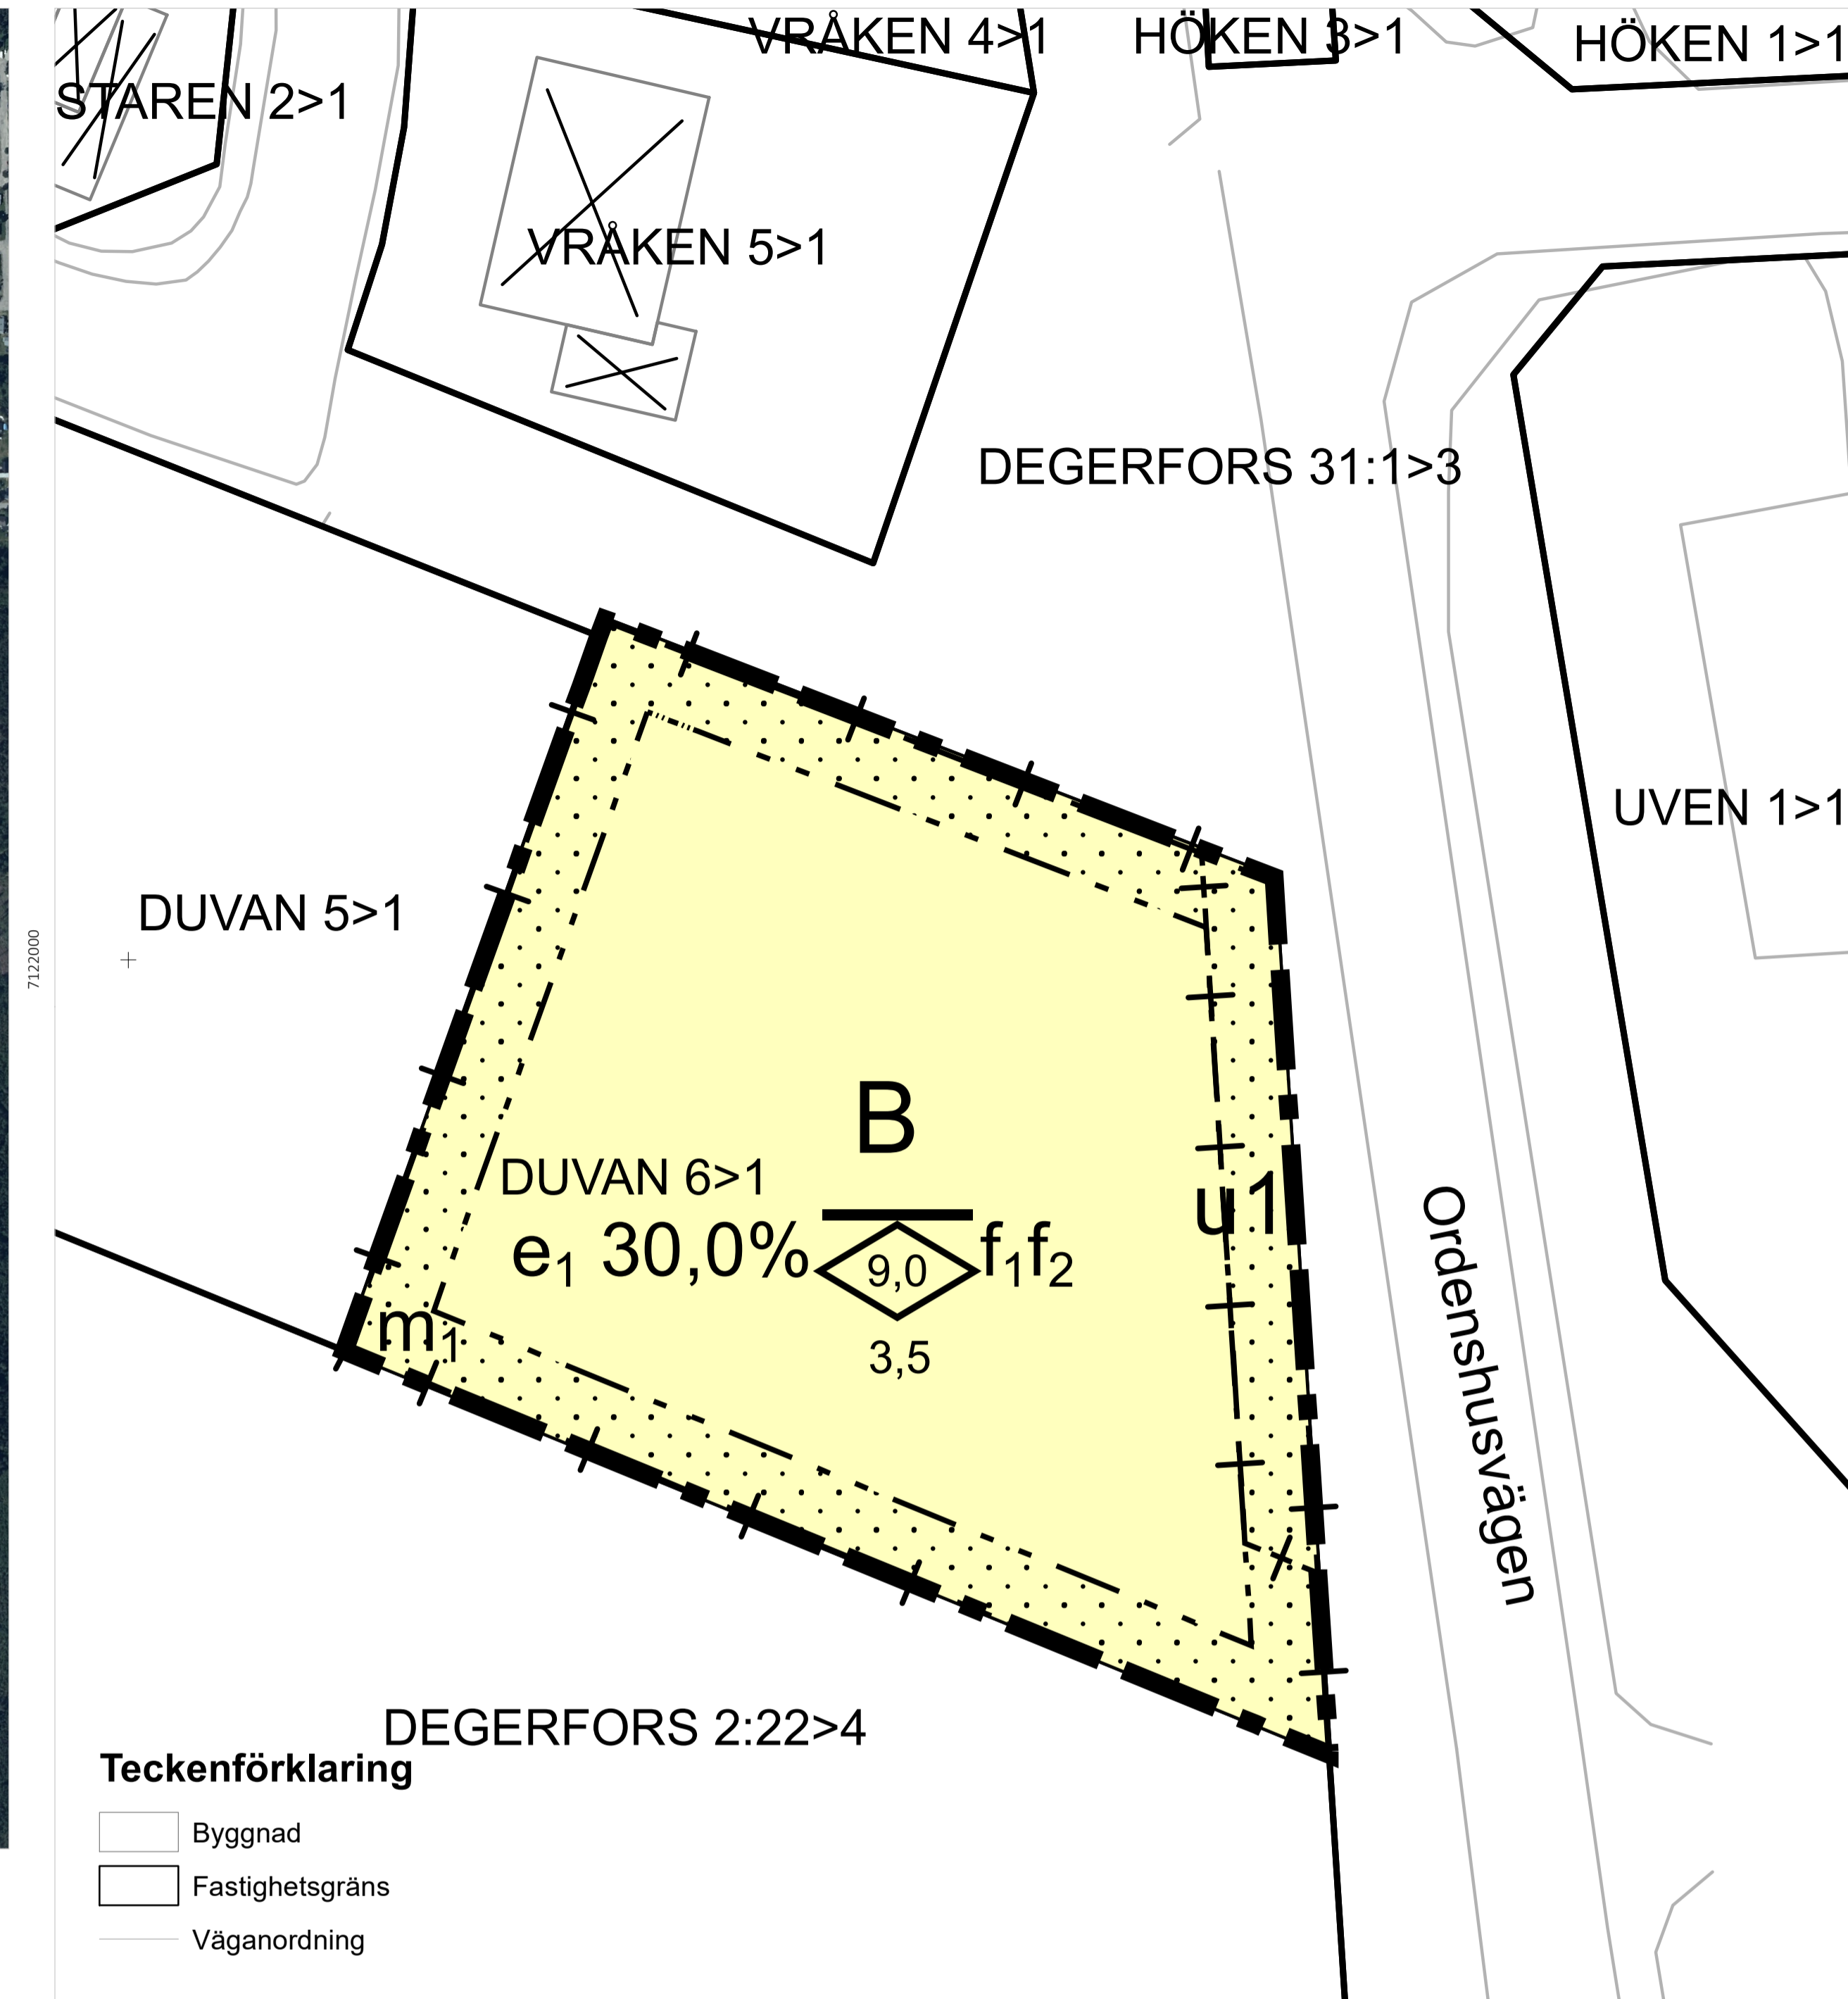 VRÅKEN 4>1
HÖKEN 3>1
HÖKEN 1>1
STAREN 2>1
VRÅKEN 5>1
DEGERFORS 31:1>3
UVEN 1>1
DUVAN 5>1
7122000
B
DUVAN 6>1
u1
e₁ 30,0%
9,0
f₁f₂
m₁
3,5
Ordenshusvägen
DEGERFORS 2:22>4
Teckenförklaring
Byggnad
Fastighetsgräns
Väganordning